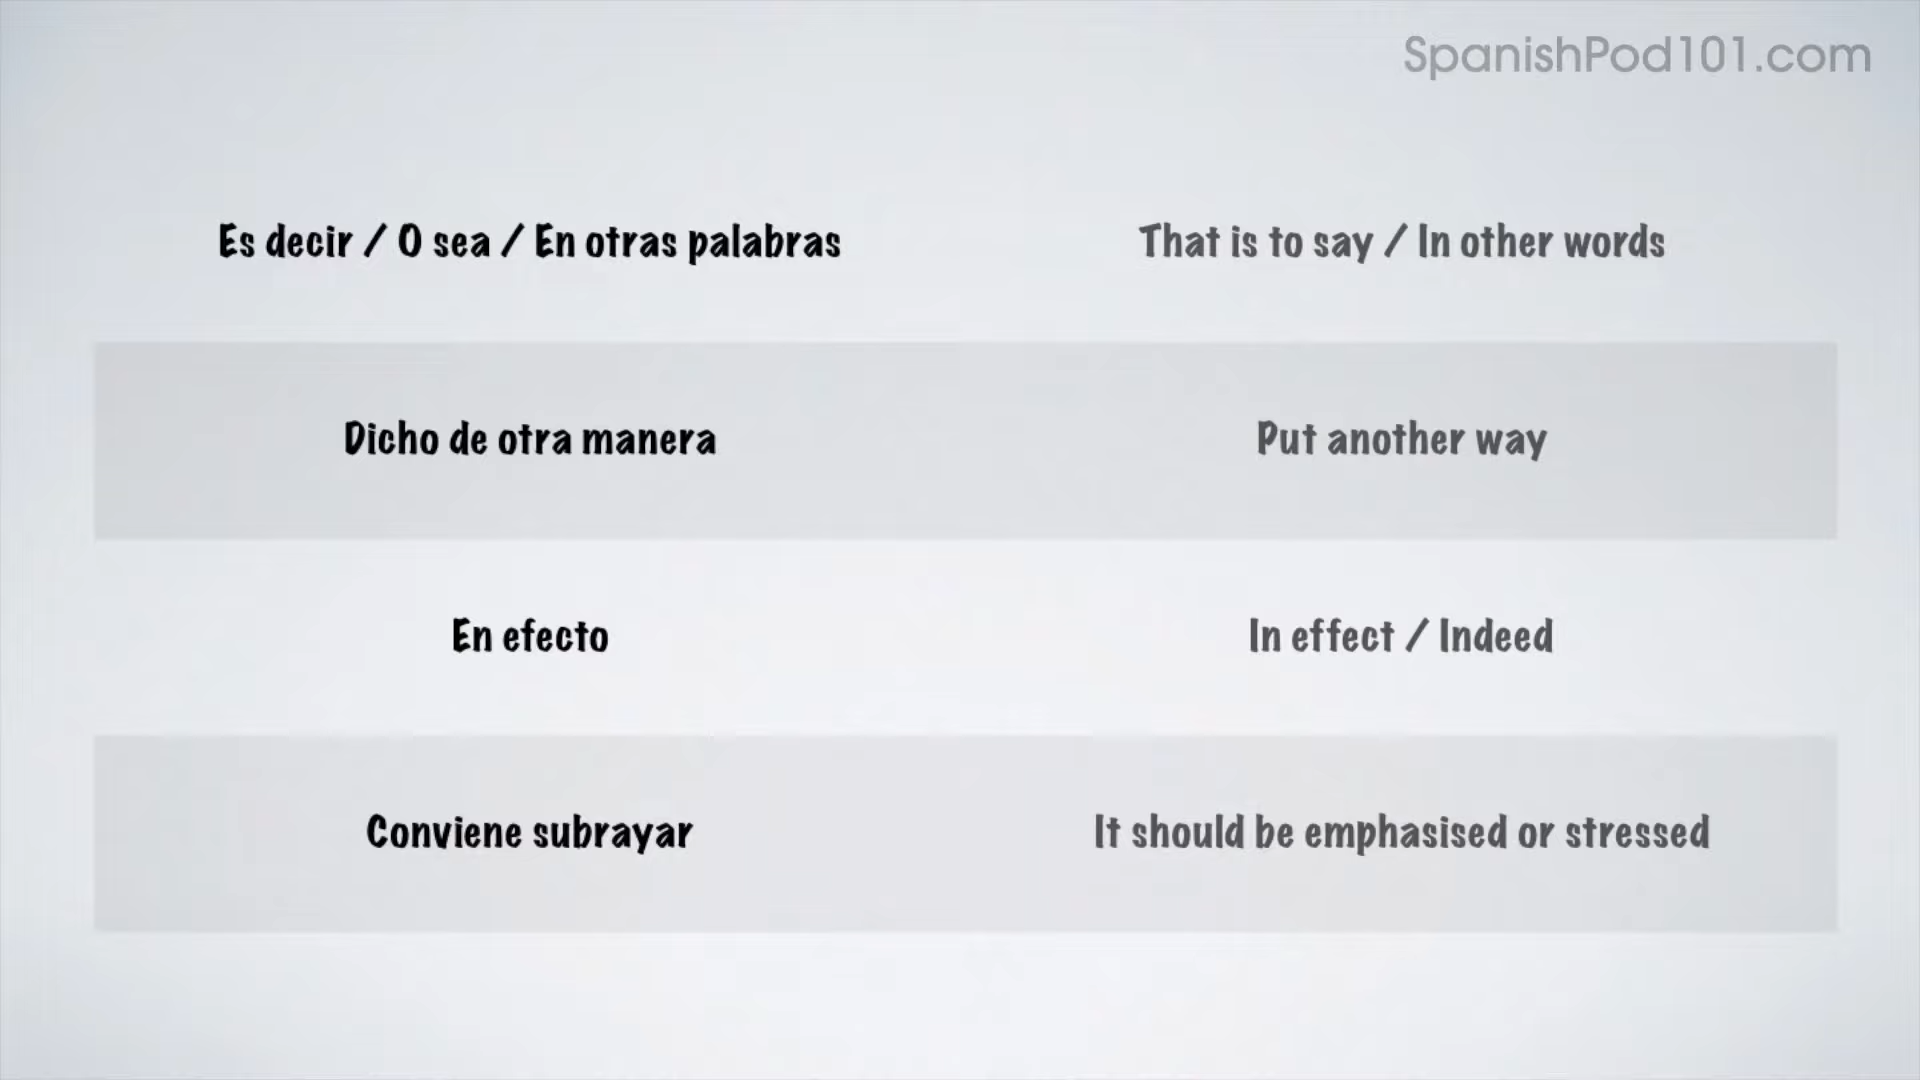 SpanishPod101.com
Es decir / O sea / En otras palabras
That is to say / In other words
Dicho de otra manera
Put another way
En efecto
In effect / Indeed
Conviene subrayar
It should be emphasised or stressed